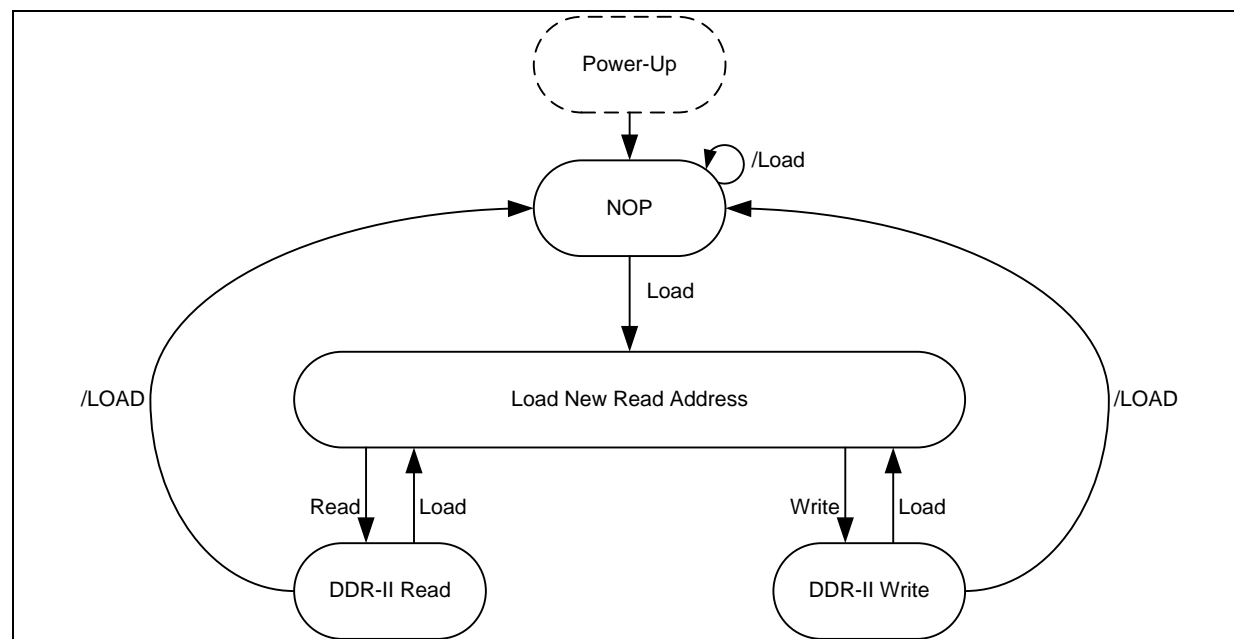 Power-Up
/Load
NOP
Load
/LOAD
Load New Read Address
/LOAD
Read
Load
Write
Load
DDR-II Read
DDR-II Write